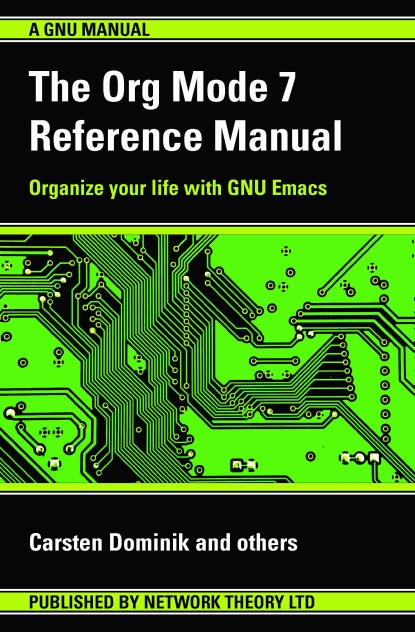 A GNU MANUAL
The Org Mode 7
Reference Manual
Organize your life with GNU Emacs
Carsten Dominik and others
PUBLISHED BY NETWORK THEORY LTD